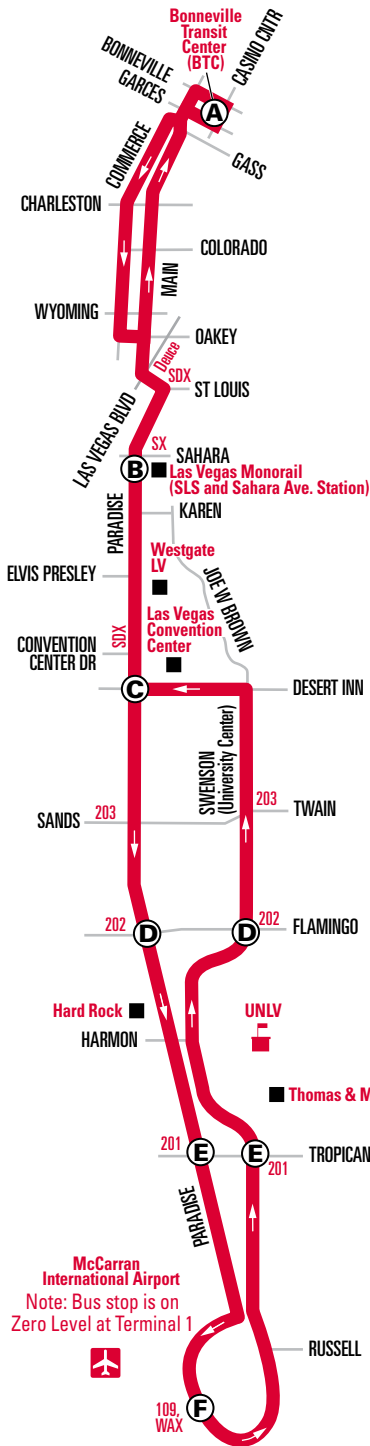 Bonneville
Transit
Center
(BTC)
BONNEVILLE
GARCES
CASINO CNTR
A
GASS
COMMERCE
CHARLESTON
COLORADO
MAIN
WYOMING
OAKEY
Deuce
SDX
ST LOUIS
LAS VEGAS BLVD
SX
SAHARA
B
Las Vegas Monorail
(SLS and Sahara Ave. Station)
PARADISE
KAREN
Westgate
LV
ELVIS PRESLEY
JOE W BROWN
Las Vegas
Convention
Center
SDX
CONVENTION
CENTER DR
C
DESERT INN
SWENSON
(University Center)
203
TWAIN
203
SANDS
202
D
D
202
FLAMINGO
Hard Rock
UNLV
HARMON
Thomas & M
201
E
E
201
TROPICAN
PARADISE
McCarran
International Airport
Note: Bus stop is on
Zero Level at Terminal 1
RUSSELL
F
109,
WAX